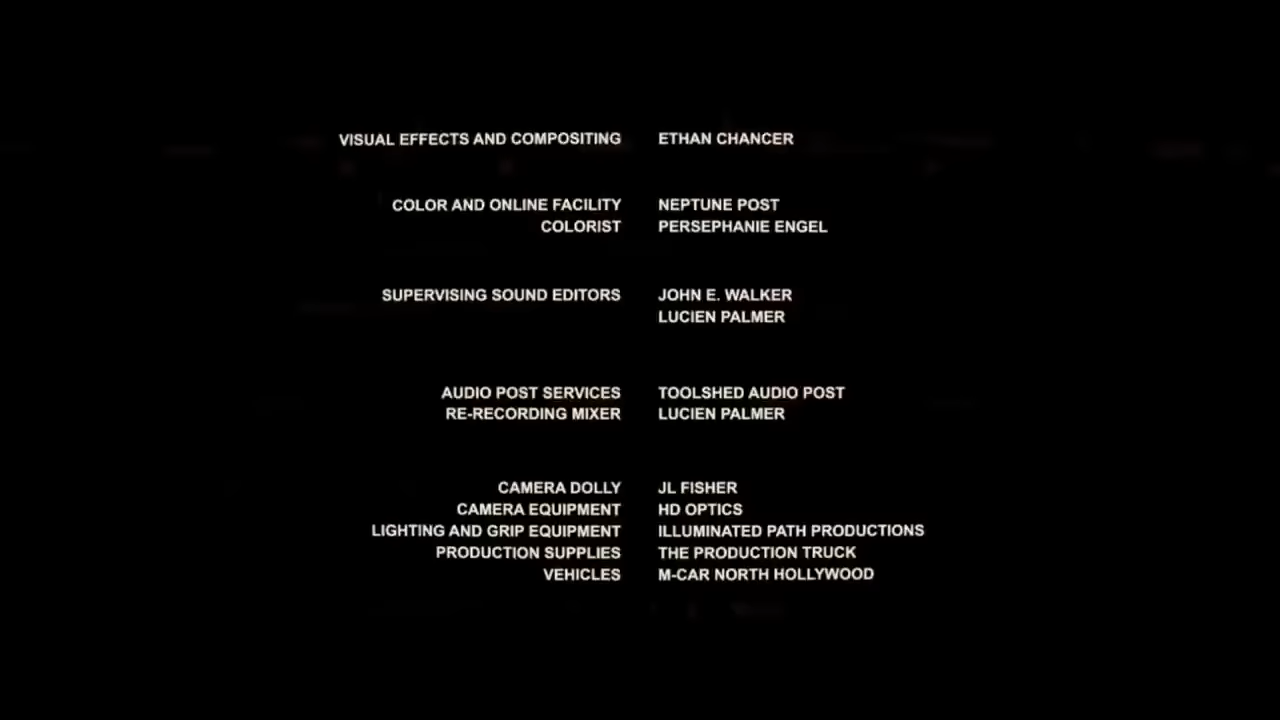 VISUAL EFFECTS AND COMPOSITING ETHAN CHANCER
COLOR AND ONLINE FACILITY NEPTUNE POST
COLORIST PERSEPHANIE ENGEL
SUPERVISING SOUND EDITORS JOHN E. WALKER
LUCIEN PALMER
AUDIO POST SERVICES TOOLSHED AUDIO POST
RE-RECORDING MIXER LUCIEN PALMER
CAMERA DOLLY JL FISHER
CAMERA EQUIPMENT HD OPTICS
LIGHTING AND GRIP EQUIPMENT ILLUMINATED PATH PRODUCTIONS
PRODUCTION SUPPLIES THE PRODUCTION TRUCK
VEHICLES M-CAR NORTH HOLLYWOOD